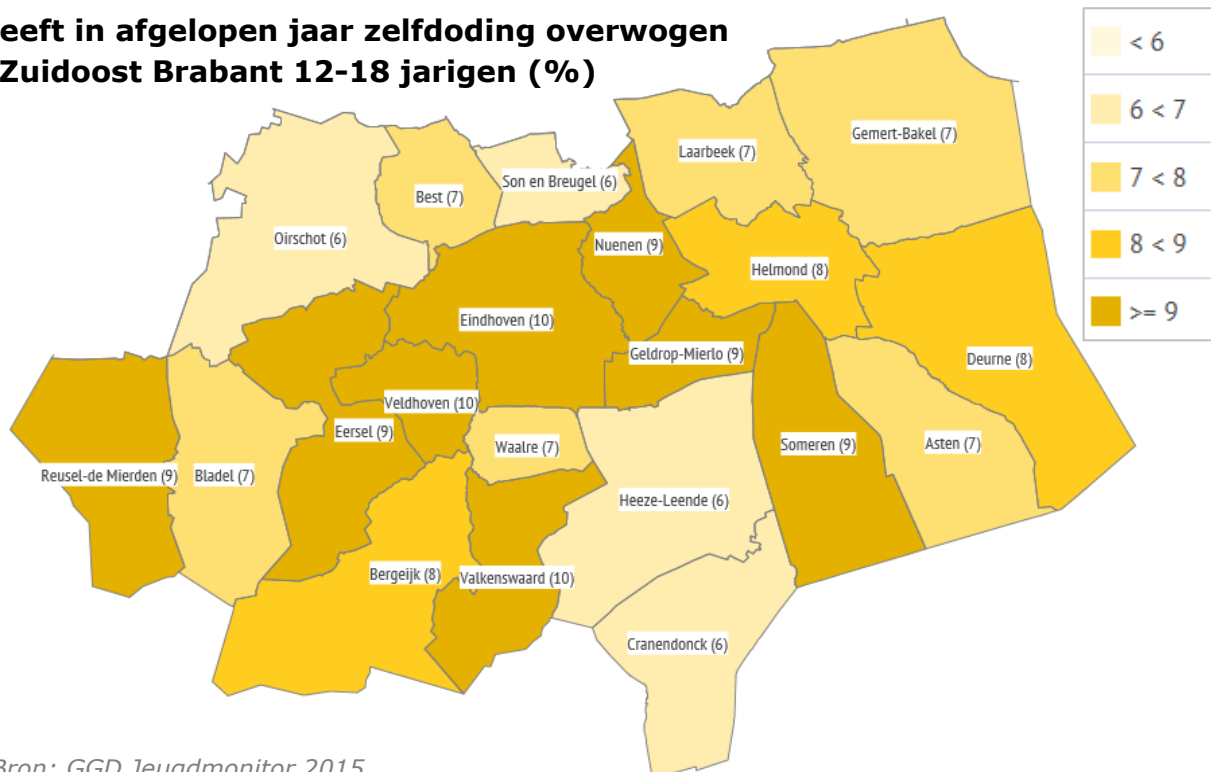 eeft in afgelopen jaar zelfdoding overwogen
Zuidoost Brabant 12-18 jarigen (%)
< 6
6 < 7
7 < 8
8 < 9
>= 9
Gemert-Bakel (7)
Laarbeek (7)
Son en Breugel (6)
Best (7)
Oirschot (6)
Nuenen (9)
Helmond (8)
Eindhoven (10)
Geldrop-Mierlo (9)
Deurne (8)
Veldhoven (10)
Eersel (9)
Waalre (7)
Someren (9)
Asten (7)
Reusel-de Mierden (9)
Bladel (7)
Heeze-Leende (6)
Bergeijk (8)
Valkenswaard (10)
Cranendonck (6)
Bron: GGD Jeugdmonitor 2015